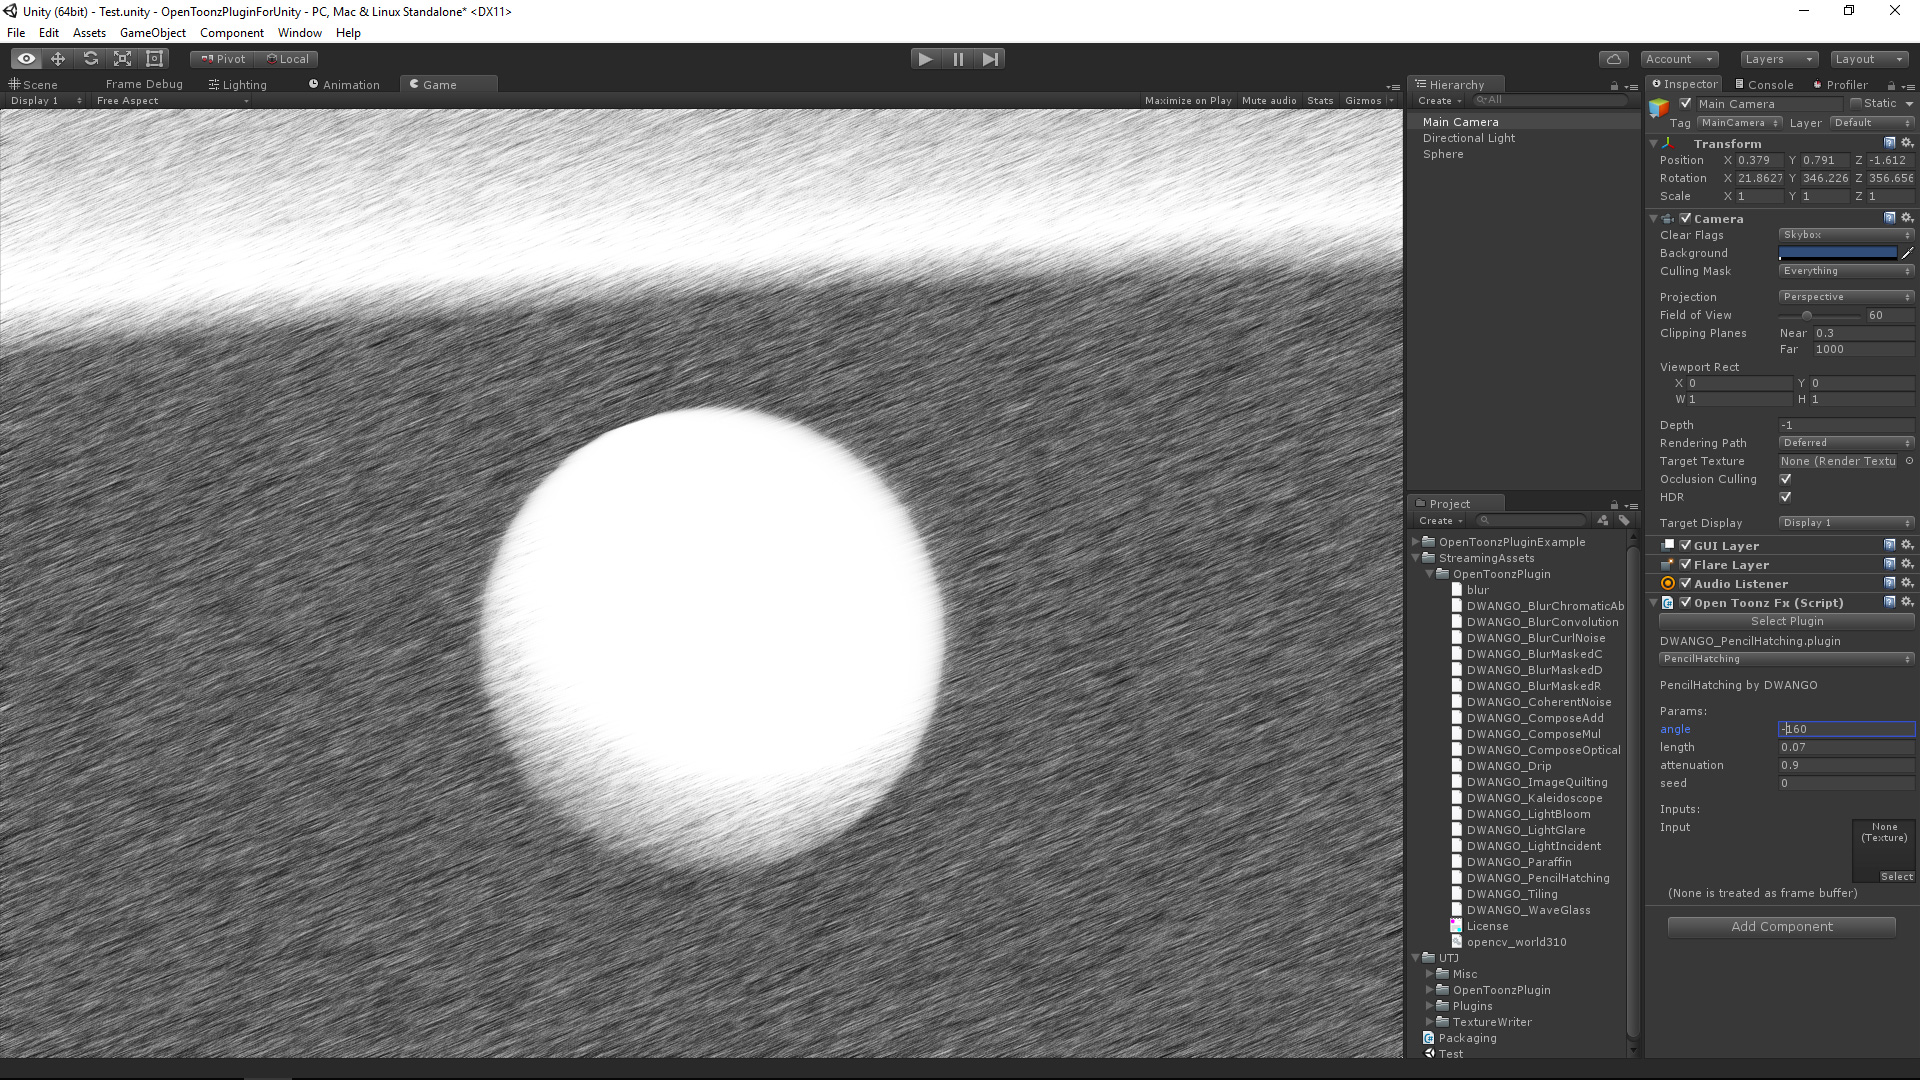 Unity (64bit) - Test.unity - OpenToonzPluginForUnity - PC, Mac & Linux Standalone* <DX11>
File Edit Assets GameObject Component Window Help
Pivot Local
Account Layers Layout
Scene Frame Debug Lighting Animation Game
Display 1 Free Aspect
Maximize on Play Mute audio Stats Gizmos
Hierarchy
Create All
Main Camera
Directional Light
Sphere
Project
Create
OpenToonzPluginExample
StreamingAssets
OpenToonzPlugin
blur
DWANGO_BlurChromaticAb
DWANGO_BlurConvolution
DWANGO_BlurCurlNoise
DWANGO_BlurMaskedC
DWANGO_BlurMaskedD
DWANGO_BlurMaskedR
DWANGO_CoherentNoise
DWANGO_ComposeAdd
DWANGO_ComposeMul
DWANGO_ComposeOptical
DWANGO_Drip
DWANGO_ImageQuilting
DWANGO_Kaleidoscope
DWANGO_LightBloom
DWANGO_LightGlare
DWANGO_LightIncident
DWANGO_Paraffin
DWANGO_PencilHatching
DWANGO_Tiling
DWANGO_WaveGlass
License
opencv_world310
UTJ
Misc
OpenToonzPlugin
Plugins
TextureWriter
Packaging
Test
Inspector Console Profiler
Main Camera Static
Tag MainCamera Layer Default
Transform
Position X 0.379 Y 0.791 Z -1.612
Rotation X 21.8627 Y 346.226 Z 356.656
Scale X 1 Y 1 Z 1
Camera
Clear Flags Skybox
Background
Culling Mask Everything
Projection Perspective
Field of View 60
Clipping Planes Near 0.3
Far 1000
Viewport Rect
X 0 Y 0
W 1 H 1
Depth -1
Rendering Path Deferred
Target Texture None (Render Textu
Occlusion Culling
HDR
Target Display Display 1
GUI Layer
Flare Layer
Audio Listener
Open Toonz Fx (Script)
Select Plugin
DWANGO_PencilHatching.plugin
PencilHatching
PencilHatching by DWANGO
Params:
angle -160
length 0.07
attenuation 0.9
seed 0
Inputs:
Input None
(Texture)
Select
(None is treated as frame buffer)
Add Component